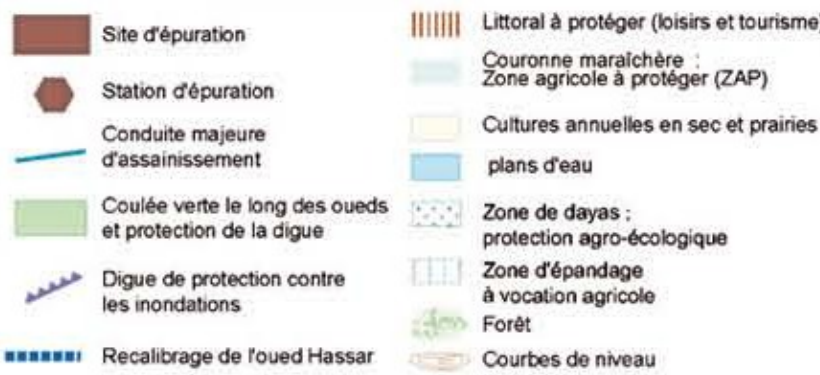 Site d'épuration
Station d'épuration
Conduite majeure
d'assainissement
Coulée verte le long des oueds
et protection de la digue
Digue de protection contre
les inondations
Recalibrage de l'oued Hassar
Littoral à protéger (loisirs et tourisme)
Couronne maraîchère :
Zone agricole à protéger (ZAP)
Cultures annuelles en sec et prairies
plans d'eau
Zone de dayas :
protection agro-écologique
Zone d'épandage
à vocation agricole
Forêt
Courbes de niveau